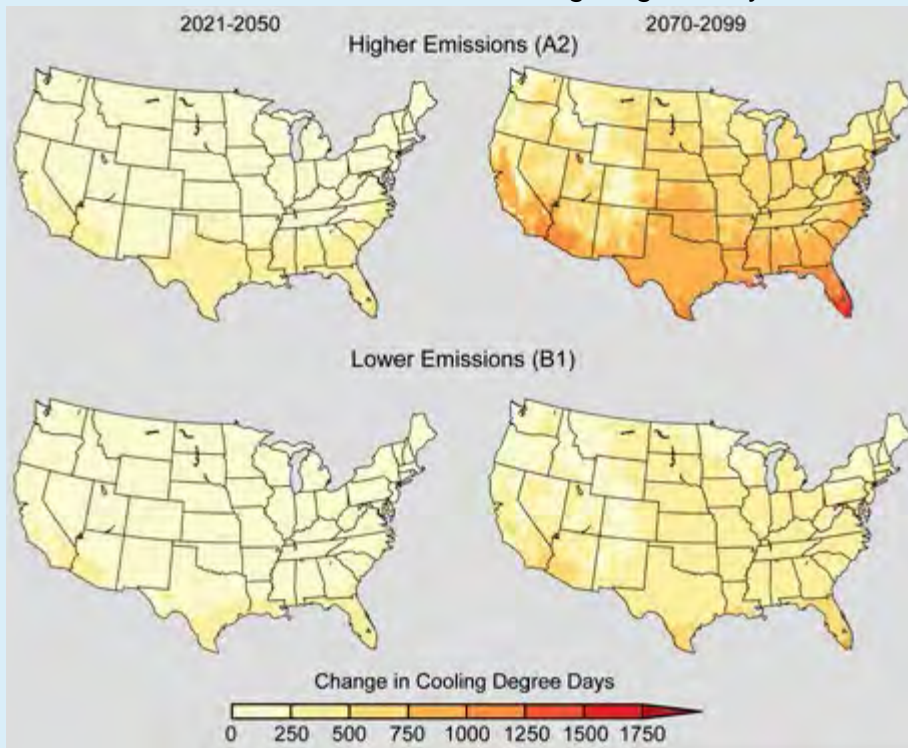 2021-2050 2070-2099
Higher Emissions (A2)
Lower Emissions (B1)
Change in Cooling Degree Days
0 250 500 750 1000 1250 1500 1750